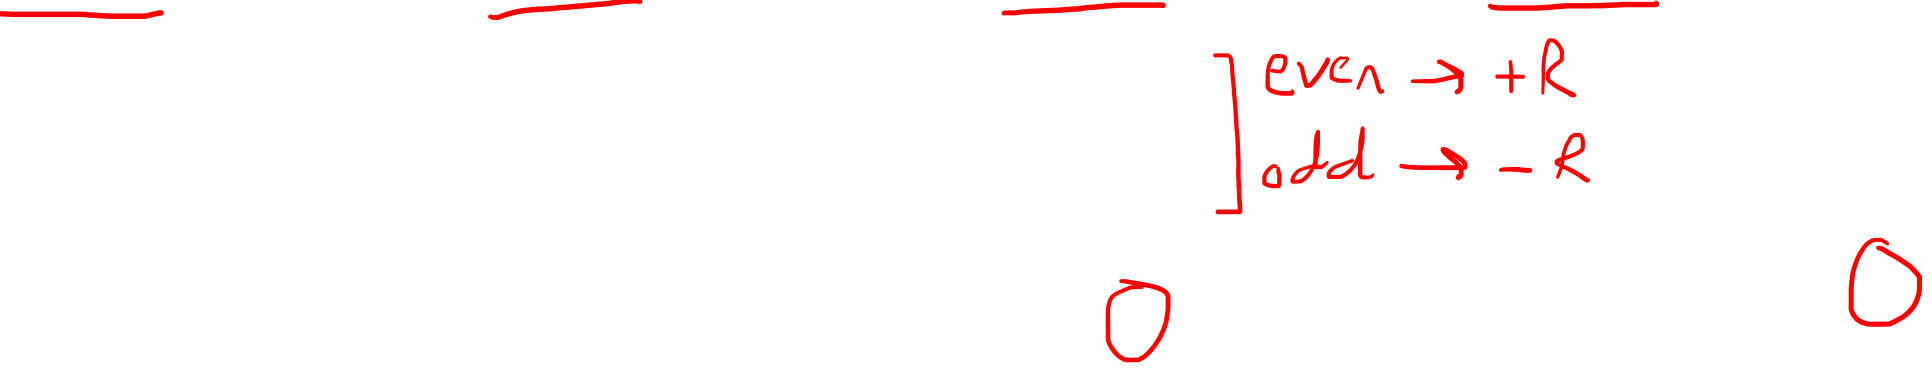 even → +R
odd → - R